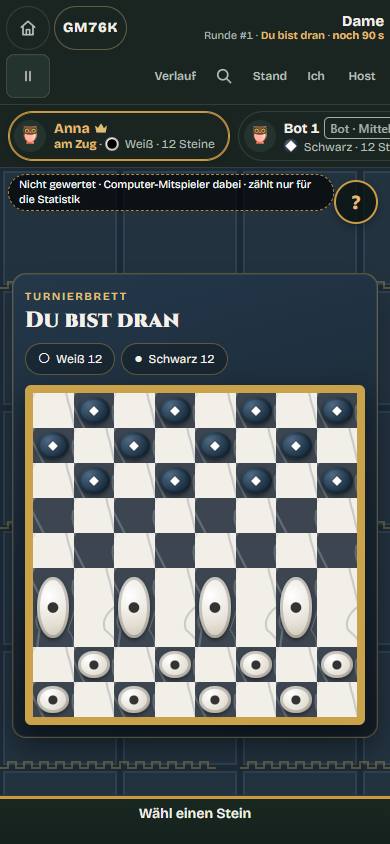 GM76K
Dame
Runde #1 · Du bist dran · noch 90 s
Verlauf
Stand
Ich
Host
Anna
am Zug · Weiß · 12 Steine
Bot 1
Bot · Mittel
Schwarz · 12 St
Nicht gewertet · Computer-Mitspieler dabei · zählt nur für
die Statistik
?
TURNIERBRETT
DU BIST DRAN
Weiß 12
Schwarz 12
Wähl einen Stein